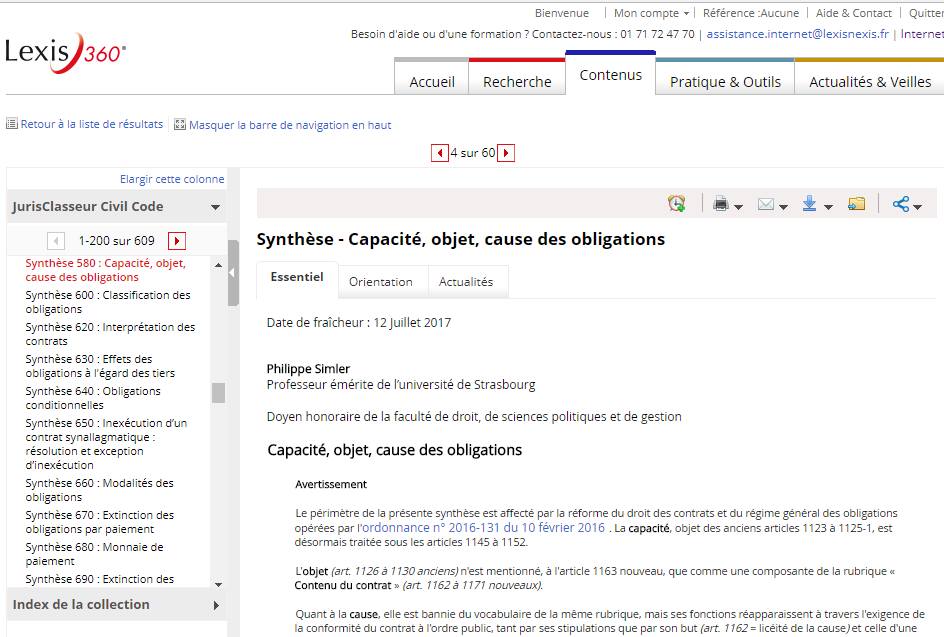 Bienvenue | Mon compte | Référence :Aucune | Aide & Contact | Quitter
Besoin d'aide ou d'une formation ? Contactez-nous : 01 71 72 47 70 | assistance.internet@lexisnexis.fr | Internet
Lexis 360®
Accueil
Recherche
Contenus
Pratique & Outils
Actualités & Veilles
Retour à la liste de résultats
Masquer la barre de navigation en haut
4 sur 60
Elargir cette colonne
JurisClasseur Civil Code
1-200 sur 609
Synthèse 580 : Capacité, objet,
cause des obligations
Synthèse 600 : Classification des
obligations
Synthèse 620 : Interprétation des
contrats
Synthèse 630 : Effets des
obligations à l'égard des tiers
Synthèse 640 : Obligations
conditionnelles
Synthèse 650 : Inexécution d’un
contrat synallagmatique :
résolution et exception
d’inexécution
Synthèse 660 : Modalités des
obligations
Synthèse 670 : Extinction des
obligations par paiement
Synthèse 680 : Monnaie de
paiement
Synthèse 690 : Extinction des
Index de la collection
Synthèse - Capacité, objet, cause des obligations
Essentiel
Orientation
Actualités
Date de fraîcheur : 12 Juillet 2017
Philippe Simler
Professeur émérite de l’université de Strasbourg
Doyen honoraire de la faculté de droit, de sciences politiques et de gestion
Capacité, objet, cause des obligations
Avertissement
Le périmètre de la présente synthèse est affecté par la réforme du droit des contrats et du régime général des obligations
opérées par l'ordonnance n° 2016-131 du 10 février 2016 . La capacité, objet des anciens articles 1123 à 1125-1, est
désormais traitée sous les articles 1145 à 1152.
L'objet (art. 1126 à 1130 anciens) n'est mentionné, à l'article 1163 nouveau, que comme une composante de la rubrique «
Contenu du contrat » (art. 1162 à 1171 nouveaux).
Quant à la cause, elle est bannie du vocabulaire de la même rubrique, mais ses fonctions réapparaissent à travers l'exigence de
la conformité du contrat à l'ordre public, tant par ses stipulations que par son but (art. 1162 = licéité de la cause) et celle d'une